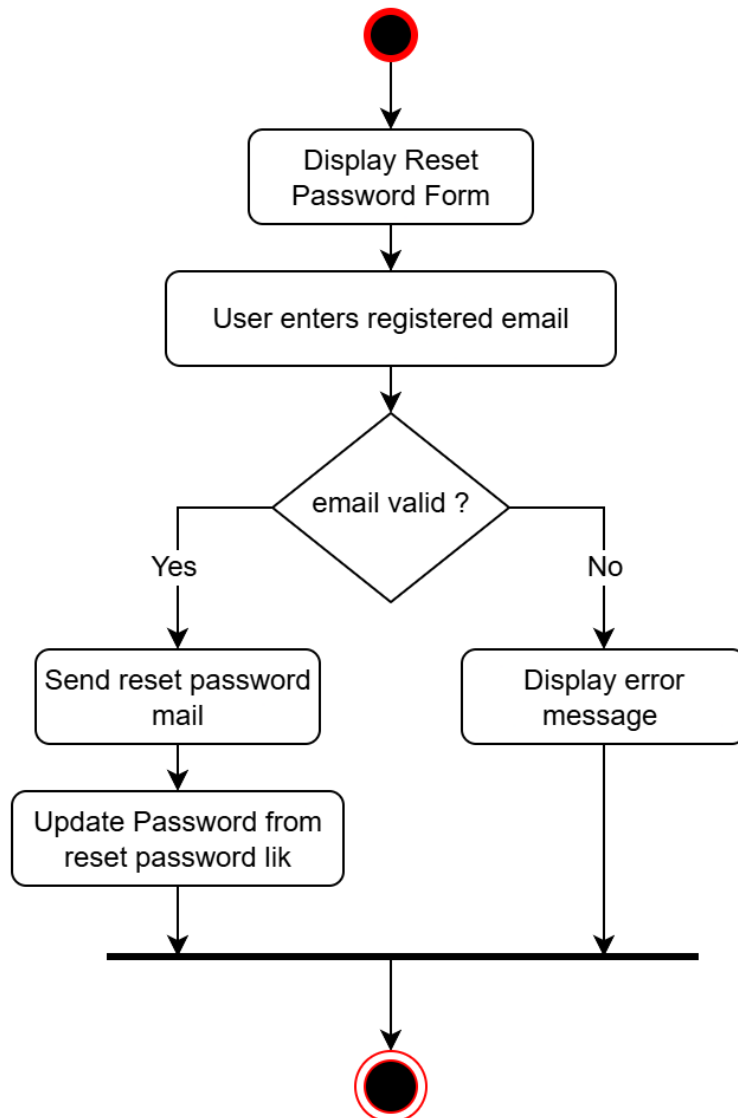 Display Reset
Password Form
User enters registered email
email valid ?
Yes
No
Send reset password
mail
Display error
message
Update Password from
reset password lik